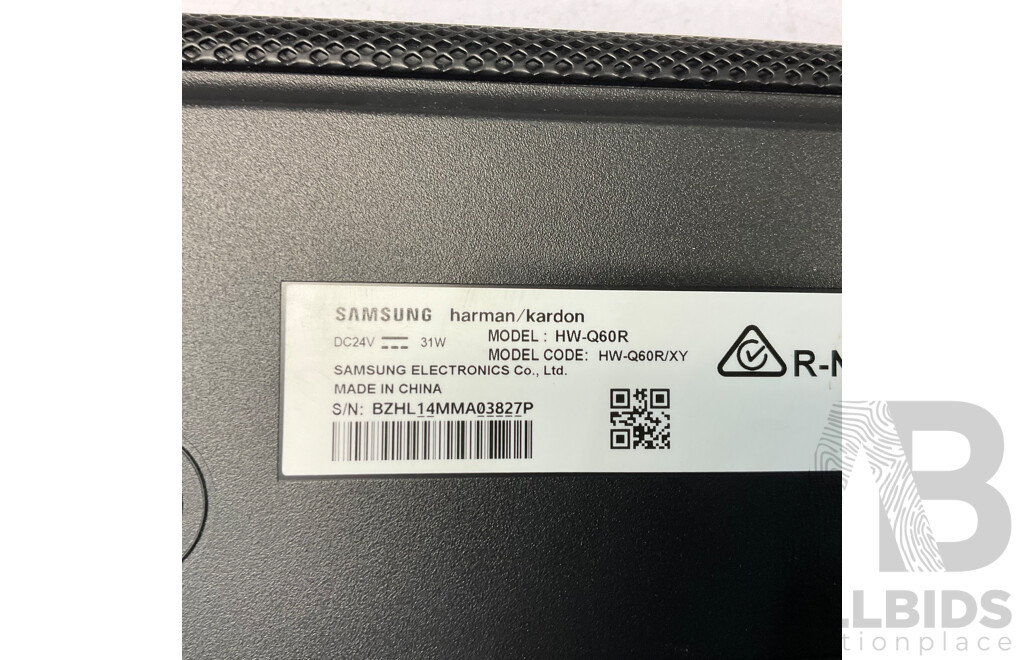 SAMSUNG harman/kardon
DC24V 31W MODEL : HW-Q60R
MODEL CODE: HW-Q60R/XY
SAMSUNG ELECTRONICS Co., Ltd.
MADE IN CHINA
S/N: BZHL14MMA03827P
R-N
B
LLBIDS
tionplace